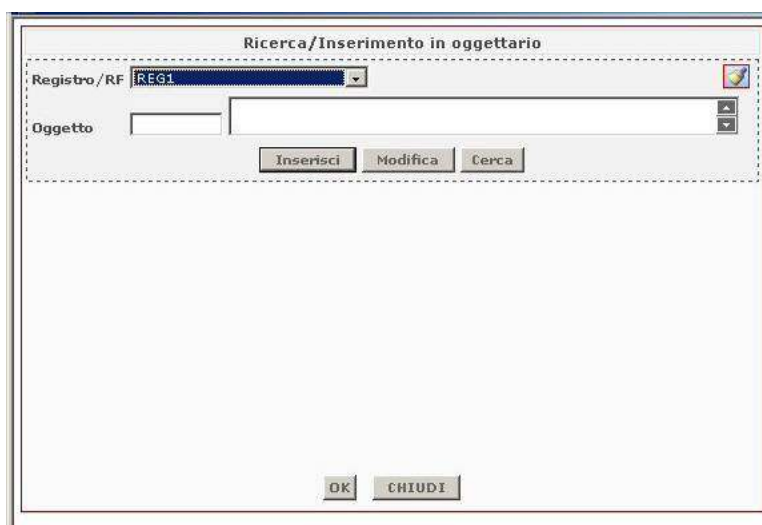 Ricerca/Inserimento in oggettario
Registro/RF REG1
Oggetto
Inserisci Modifica Cerca
OK CHIUDI